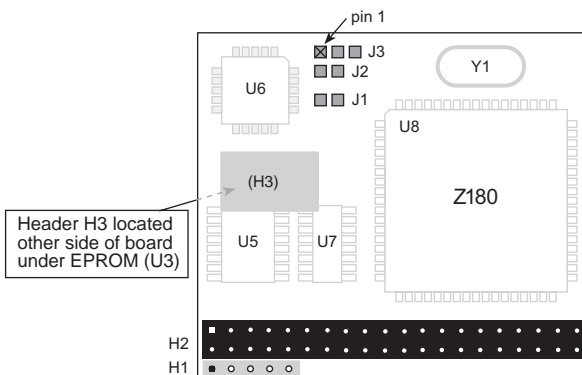 pin 1
J3
J2
J1
Y1
U6
U8
(H3)
Z180
Header H3 located
other side of board
under EPROM (U3)
U5
U7
H2
H1